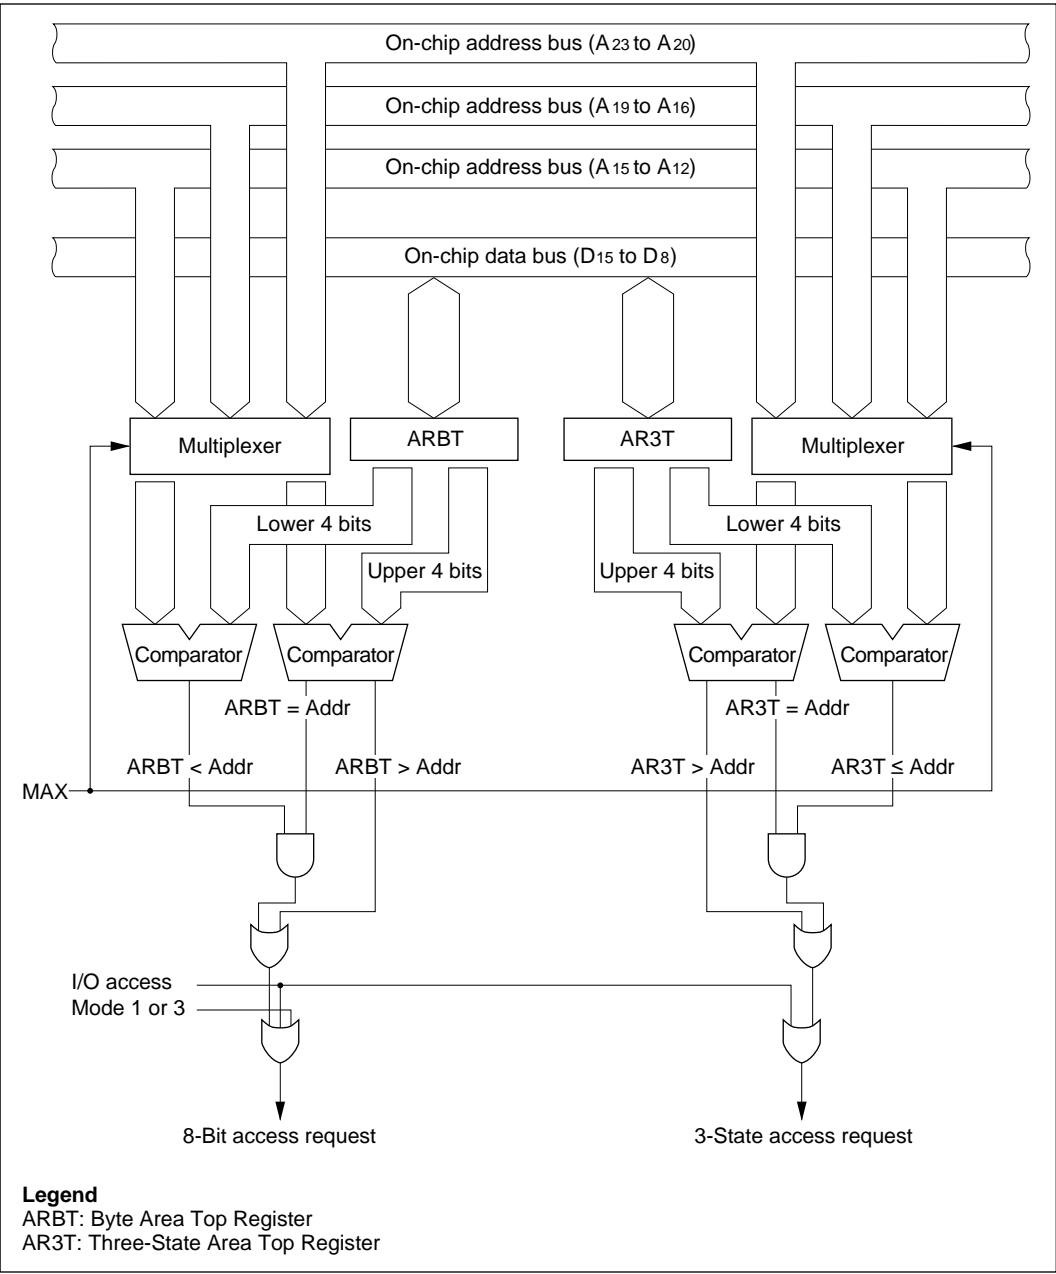 On-chip address bus (A23 to A20)
On-chip address bus (A19 to A16)
On-chip address bus (A15 to A12)
On-chip data bus (D15 to D8)
Multiplexer
ARBT
AR3T
Multiplexer
Lower 4 bits
Lower 4 bits
Upper 4 bits
Upper 4 bits
Comparator
Comparator
Comparator
Comparator
ARBT = Addr
AR3T = Addr
ARBT < Addr
ARBT > Addr
AR3T > Addr
AR3T ≤ Addr
MAX
I/O access
Mode 1 or 3
8-Bit access request
3-State access request
Legend
ARBT: Byte Area Top Register
AR3T: Three-State Area Top Register